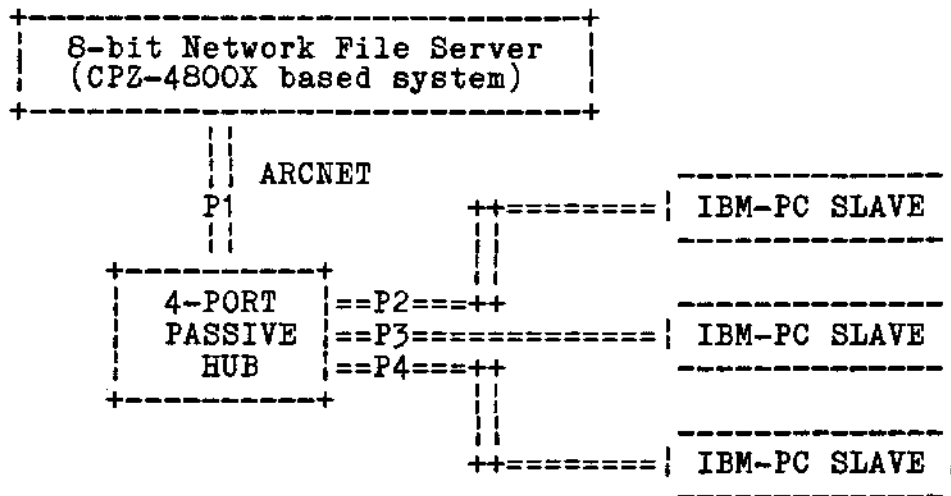 8-bit Network File Server
(CPZ-4800X based system)
ARCNET
P1
IBM-PC SLAVE
4-PORT
PASSIVE
HUB
P2
P3
P4
IBM-PC SLAVE
IBM-PC SLAVE